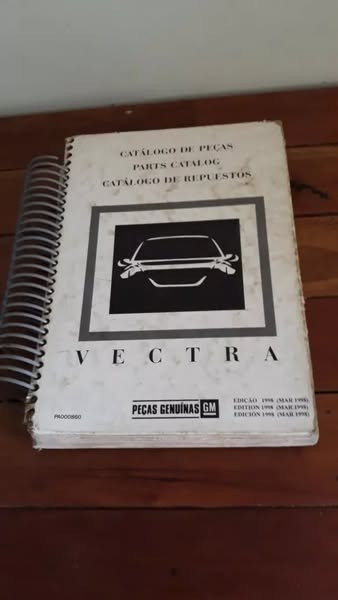 CATÁLOGO DE PEÇAS
PARTS CATALOG
CATÁLOGO DE REPUESTOS
VECTRA
PA000860
PEÇAS GENUÍNAS GM
EDIÇÃO 1998 (MAR 1998)
EDITION 1998 (MAR 1998)
EDICIÓN 1998 (MAR 1998)